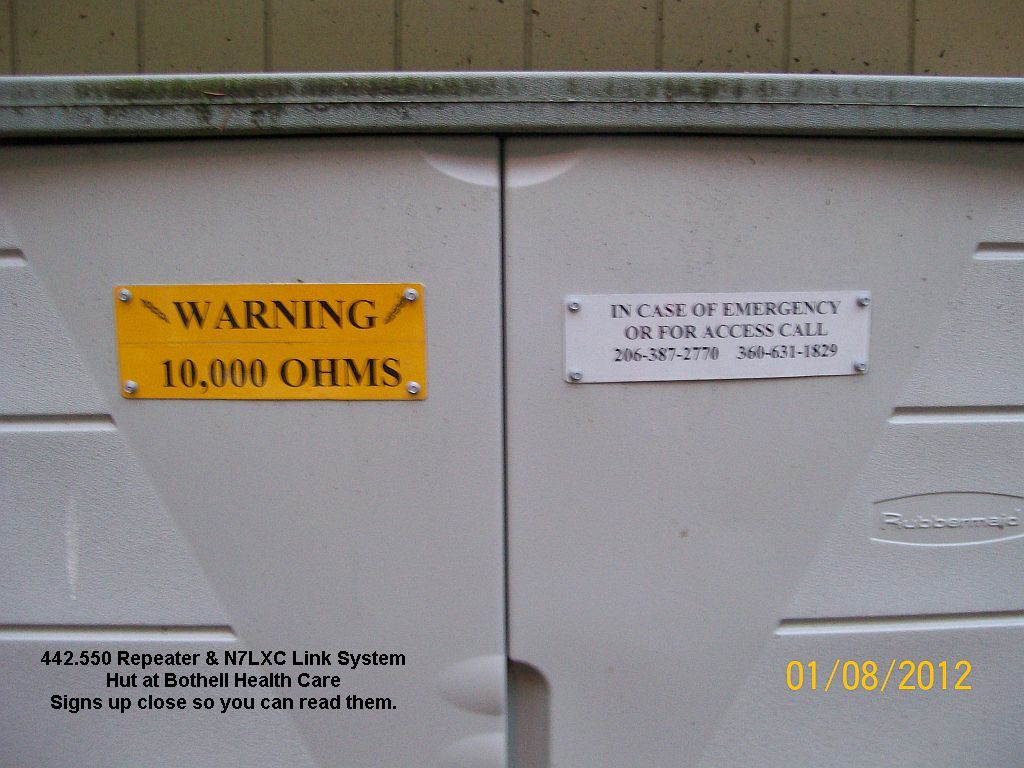 WARNING
10,000 OHMS
IN CASE OF EMERGENCY
OR FOR ACCESS CALL
206-387-2770 360-631-1829
Rubbermaid
442.550 Repeater & N7LXC Link System
Hut at Bothell Health Care
Signs up close so you can read them.
01/08/2012